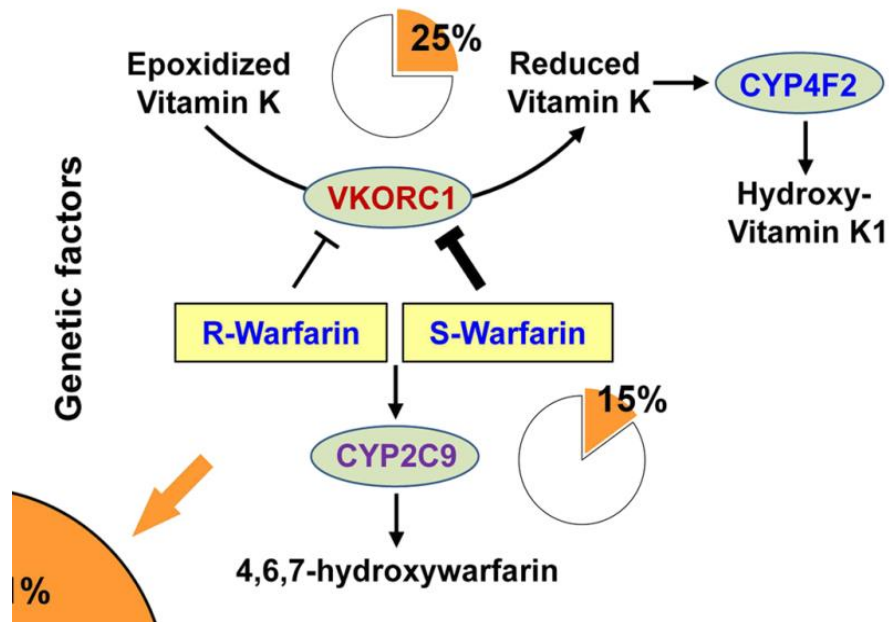 25%
Epoxidized
Vitamin K
Reduced
Vitamin K
CYP4F2
VKORC1
Hydroxy-
Vitamin K1
Genetic factors
R-Warfarin
S-Warfarin
15%
CYP2C9
4,6,7-hydroxywarfarin
%